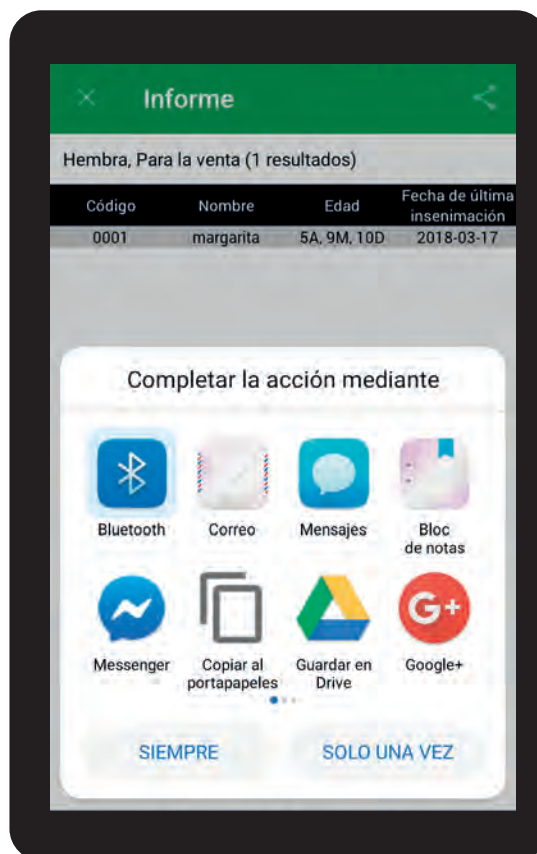 Informe
Hembra, Para la venta (1 resultados)
Código Nombre Edad Fecha de última
insenimación
0001 margarita 5A, 9M, 10D 2018-03-17
Completar la acción mediante
Bluetooth Correo Mensajes Bloc
de notas
Messenger Copiar al Guardar en Google+
portapapeles Drive
SIEMPRE SOLO UNA VEZ